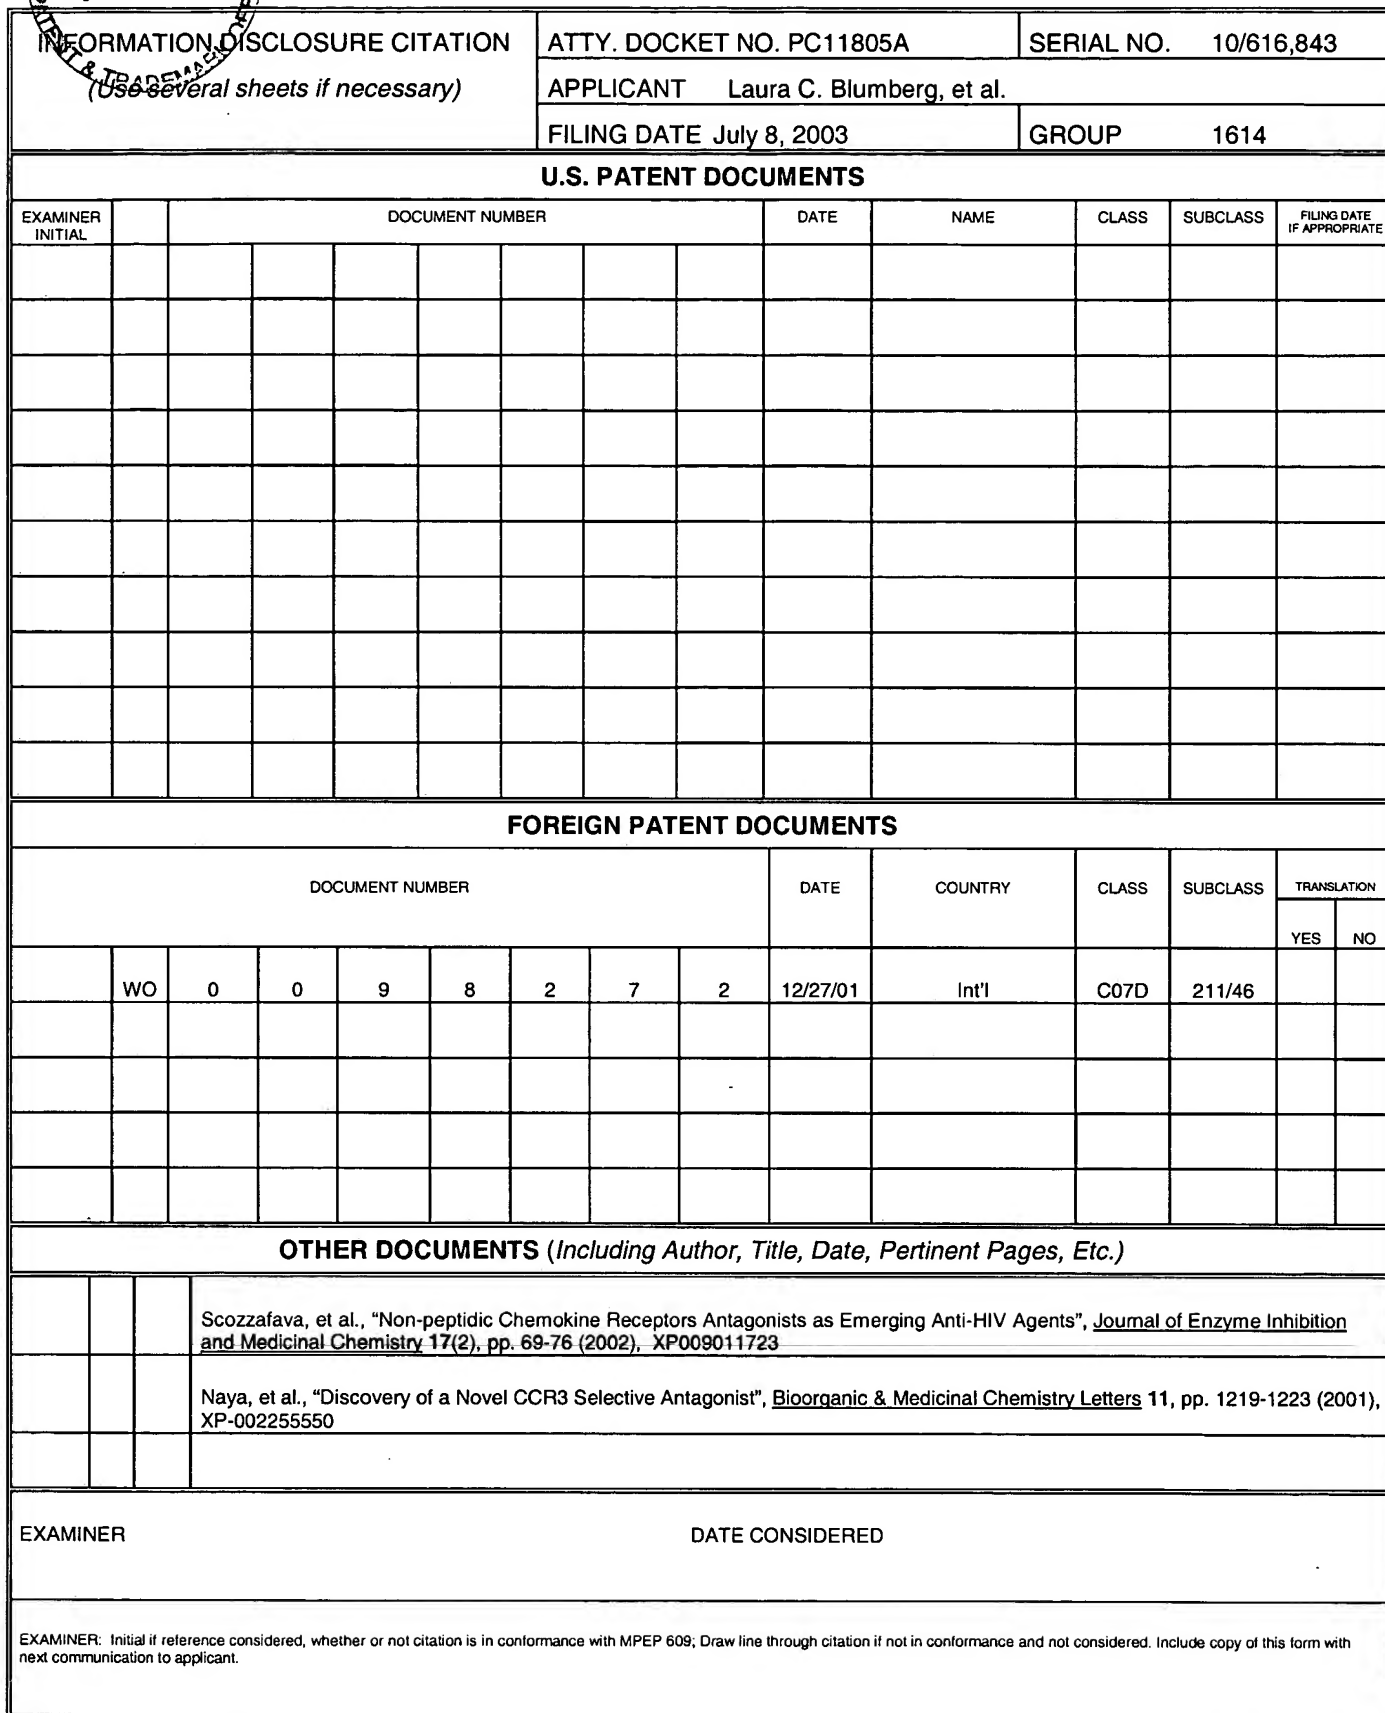 INFORMATION DISCLOSURE CITATION
(Use several sheets if necessary)
ATTY. DOCKET NO. PC11805A
SERIAL NO. 10/616,843
APPLICANT Laura C. Blumberg, et al.
FILING DATE July 8, 2003
GROUP 1614
& TRADEMARK
U.S. PATENT DOCUMENTS
EXAMINER INITIAL DOCUMENT NUMBER DATE NAME CLASS SUBCLASS FILING DATE IF APPROPRIATE
FOREIGN PATENT DOCUMENTS
DOCUMENT NUMBER DATE COUNTRY CLASS SUBCLASS TRANSLATION
YES NO
WO 0 0 9 8 2 7 2 12/27/01 Int'l C07D 211/46
OTHER DOCUMENTS (Including Author, Title, Date, Pertinent Pages, Etc.)
Scozzafava, et al., “Non-peptidic Chemokine Receptors Antagonists as Emerging Anti-HIV Agents”, Journal of Enzyme Inhibition
and Medicinal Chemistry 17(2), pp. 69-76 (2002), XP009011723
Naya, et al., “Discovery of a Novel CCR3 Selective Antagonist”, Bioorganic & Medicinal Chemistry Letters 11, pp. 1219-1223 (2001),
XP-002255550
EXAMINER DATE CONSIDERED
EXAMINER: Initial if reference considered, whether or not citation is in conformance with MPEP 609; Draw line through citation if not in conformance and not considered. Include copy of this form with
next communication to applicant.